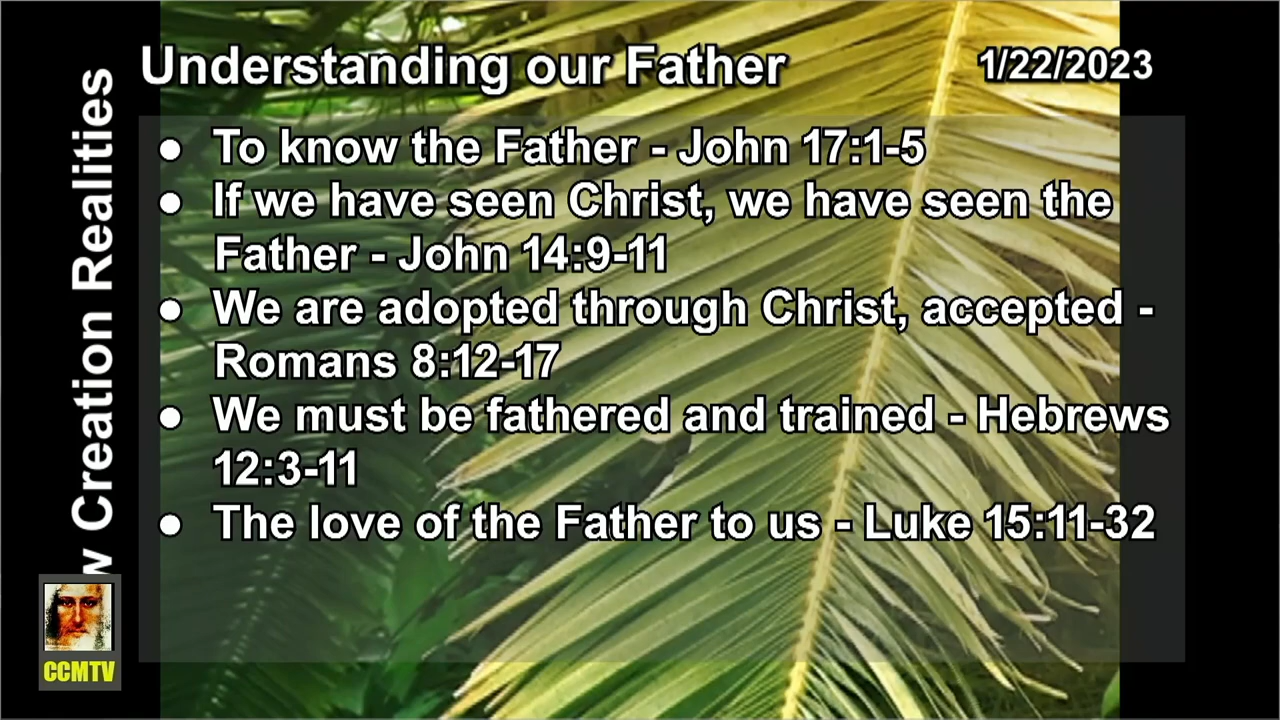 Understanding our Father
1/22/2023
w Creation Realities
● To know the Father - John 17:1-5
● If we have seen Christ, we have seen the
Father - John 14:9-11
● We are adopted through Christ, accepted -
Romans 8:12-17
● We must be fathered and trained - Hebrews
12:3-11
● The love of the Father to us - Luke 15:11-32
CCMTV